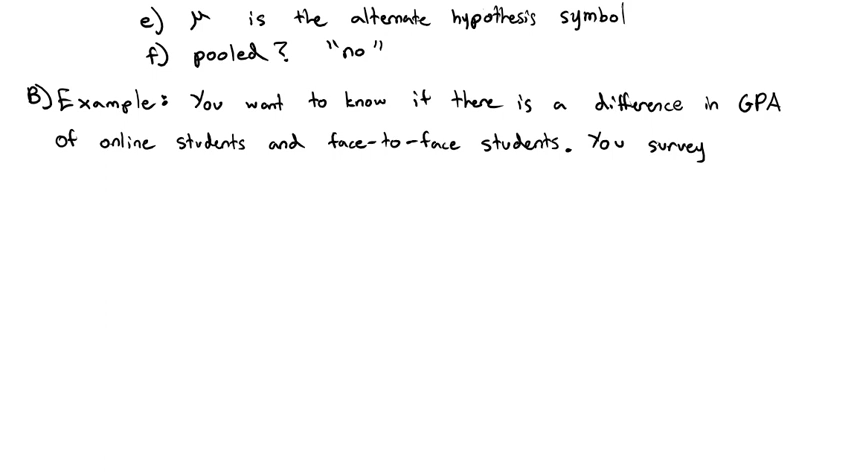 e) μ is the alternate hypothesis symbol
f) pooled? "no"
B) Example: You want to know if there is a difference in GPA
of online students and face-to-face students. You survey